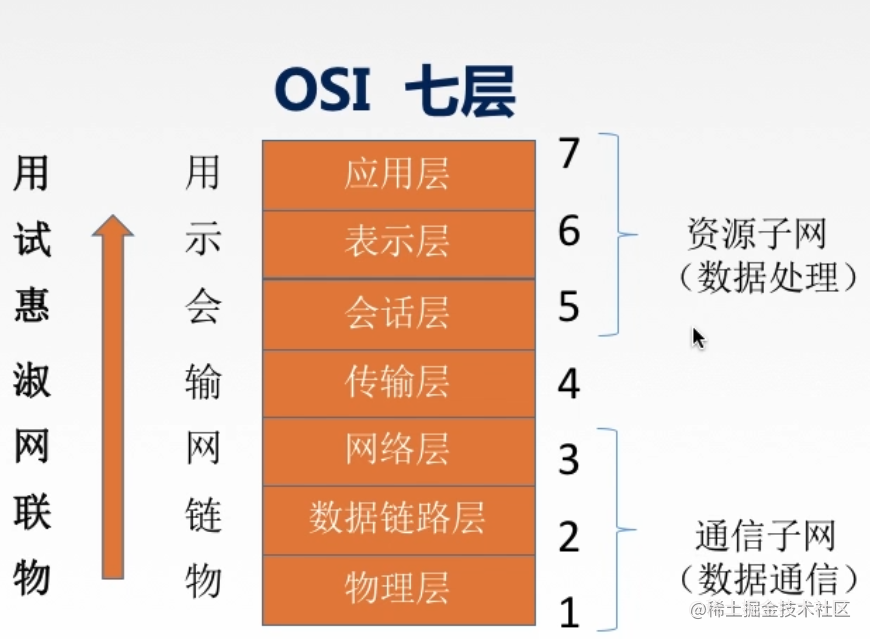 OSI 七层
用 用 应用层 7
试 示 表示层 6
惠 会 会话层 5
淑 输 传输层 4
网 网 网络层 3
联 链 数据链路层 2
物 物 物理层 1
资源子网
（数据处理）
通信子网
（数据通信）
@稀土掘金技术社区